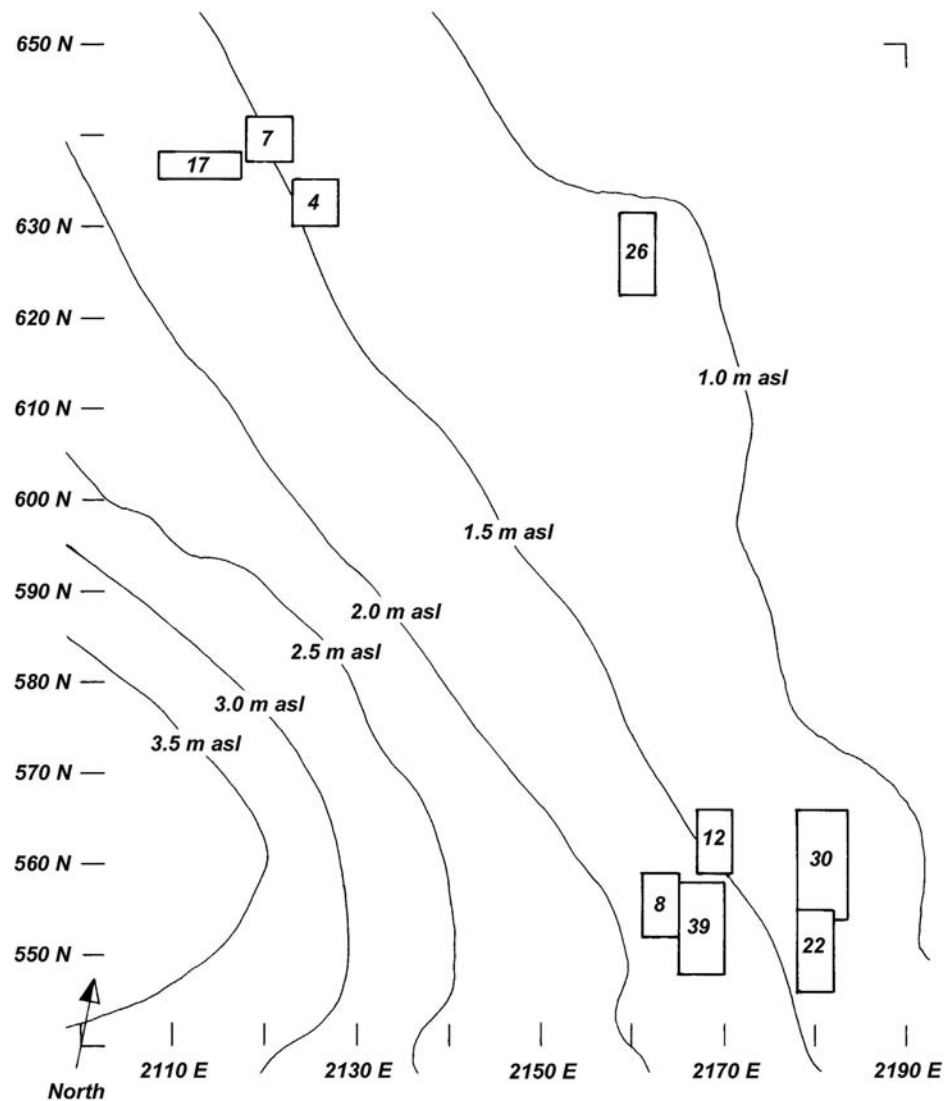 650 N
7
17
4
630 N
26
620 N
1.0 m asl
610 N
600 N
1.5 m asl
590 N
2.0 m asl
2.5 m asl
580 N
3.0 m asl
3.5 m asl
570 N
12
30
560 N
8
39
22
550 N
2110 E 2130 E 2150 E 2170 E 2190 E
North